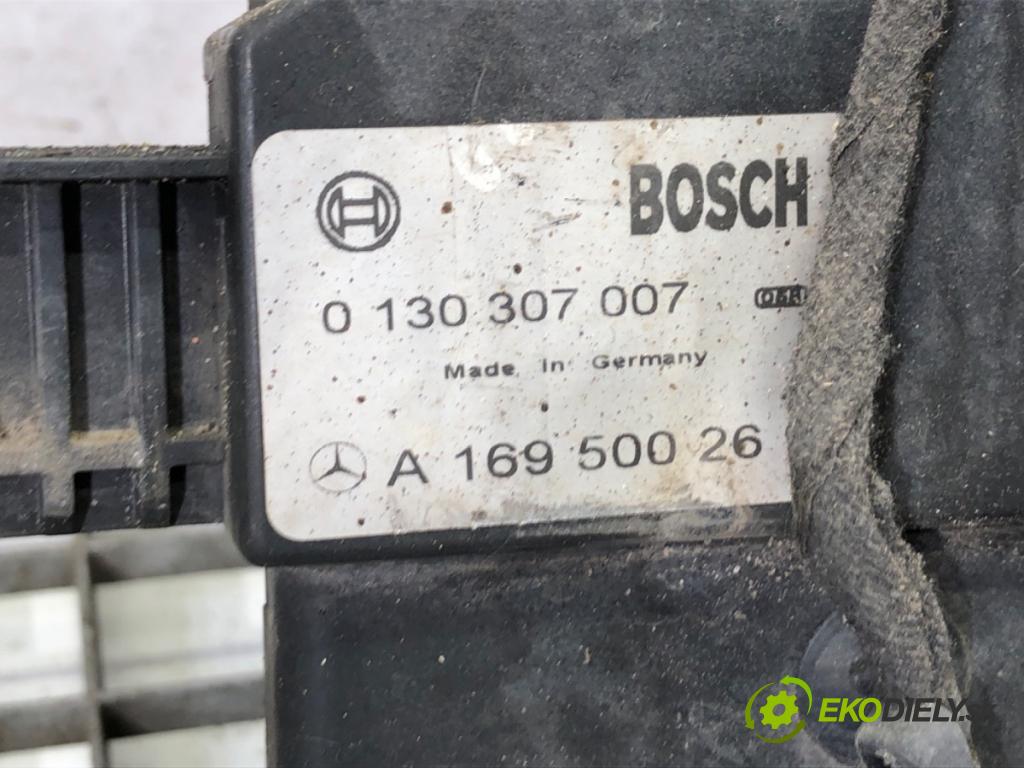 BOSCH
0 130 307 007
Made In Germany
A 169 500 26
EKODIELY.